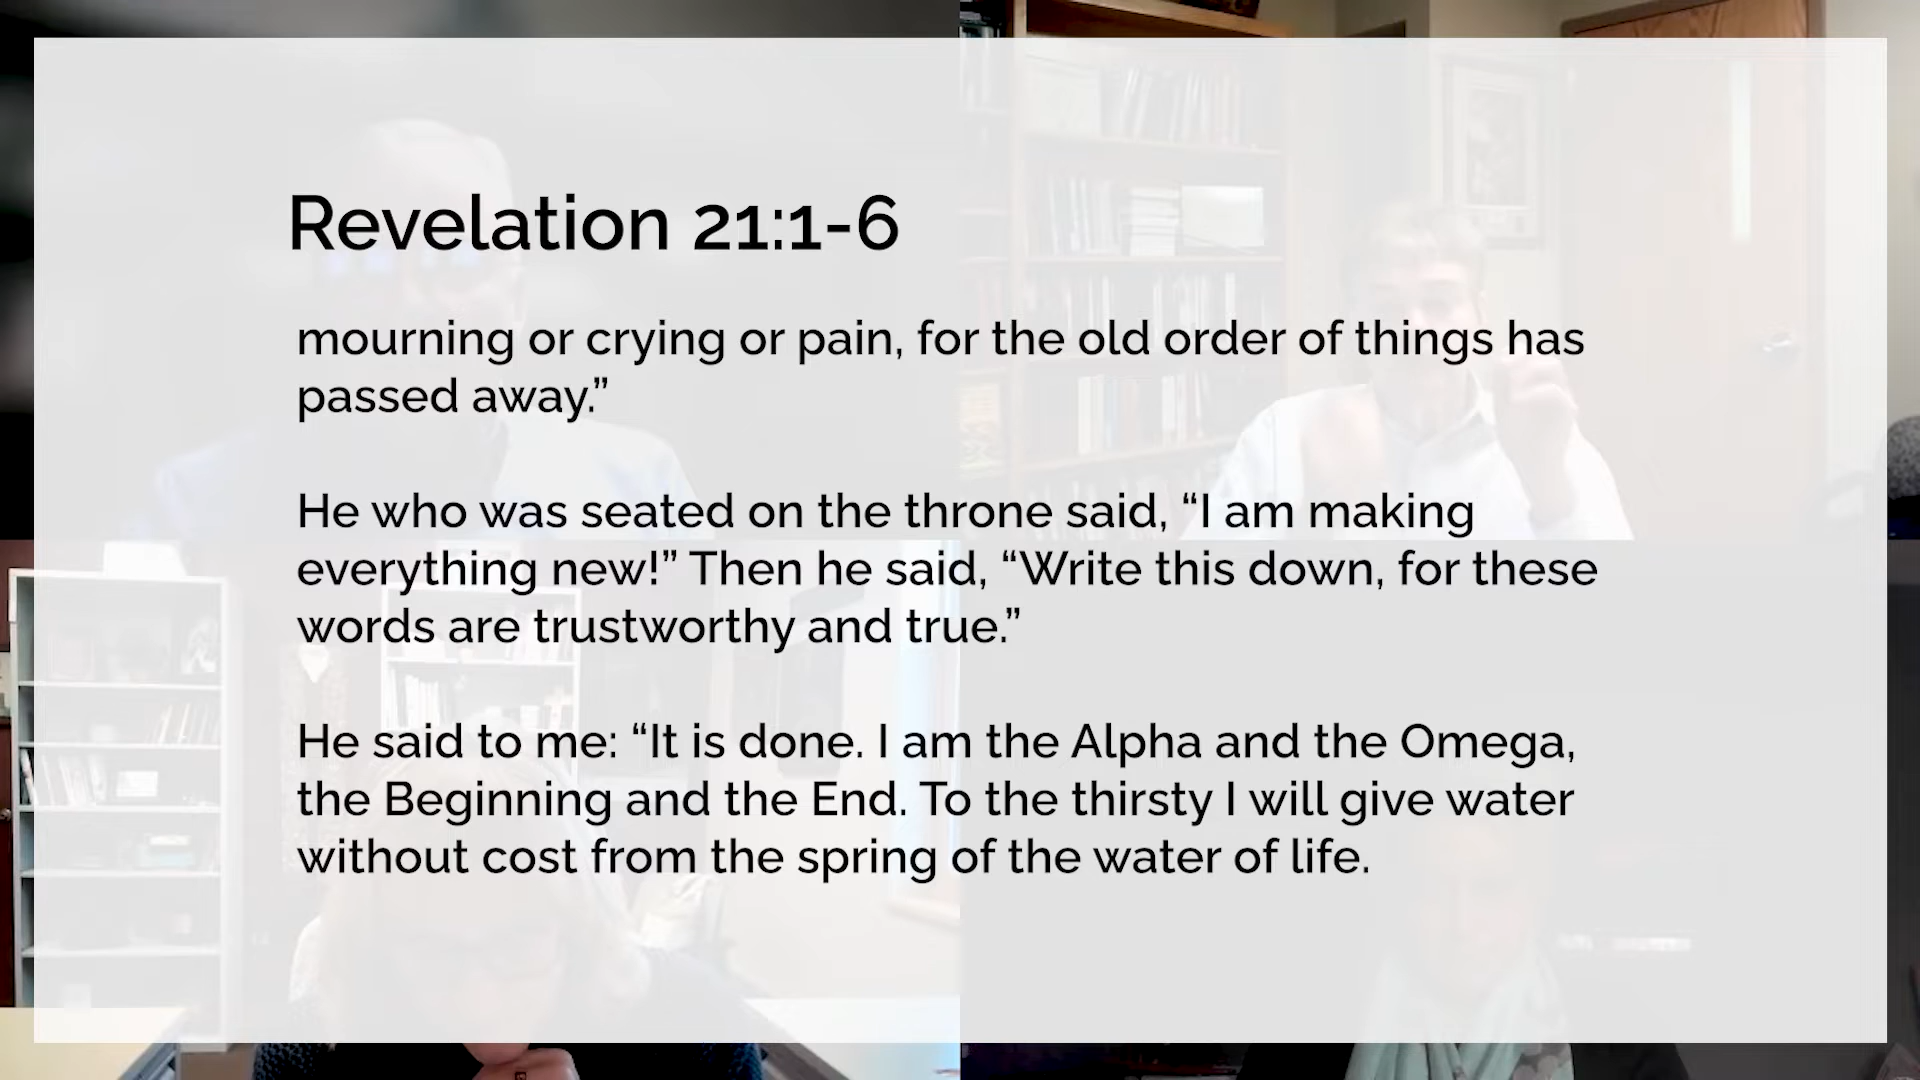 Revelation 21:1-6
mourning or crying or pain, for the old order of things has
passed away.”
He who was seated on the throne said, “I am making
everything new!” Then he said, “Write this down, for these
words are trustworthy and true.”
He said to me: “It is done. I am the Alpha and the Omega,
the Beginning and the End. To the thirsty I will give water
without cost from the spring of the water of life.